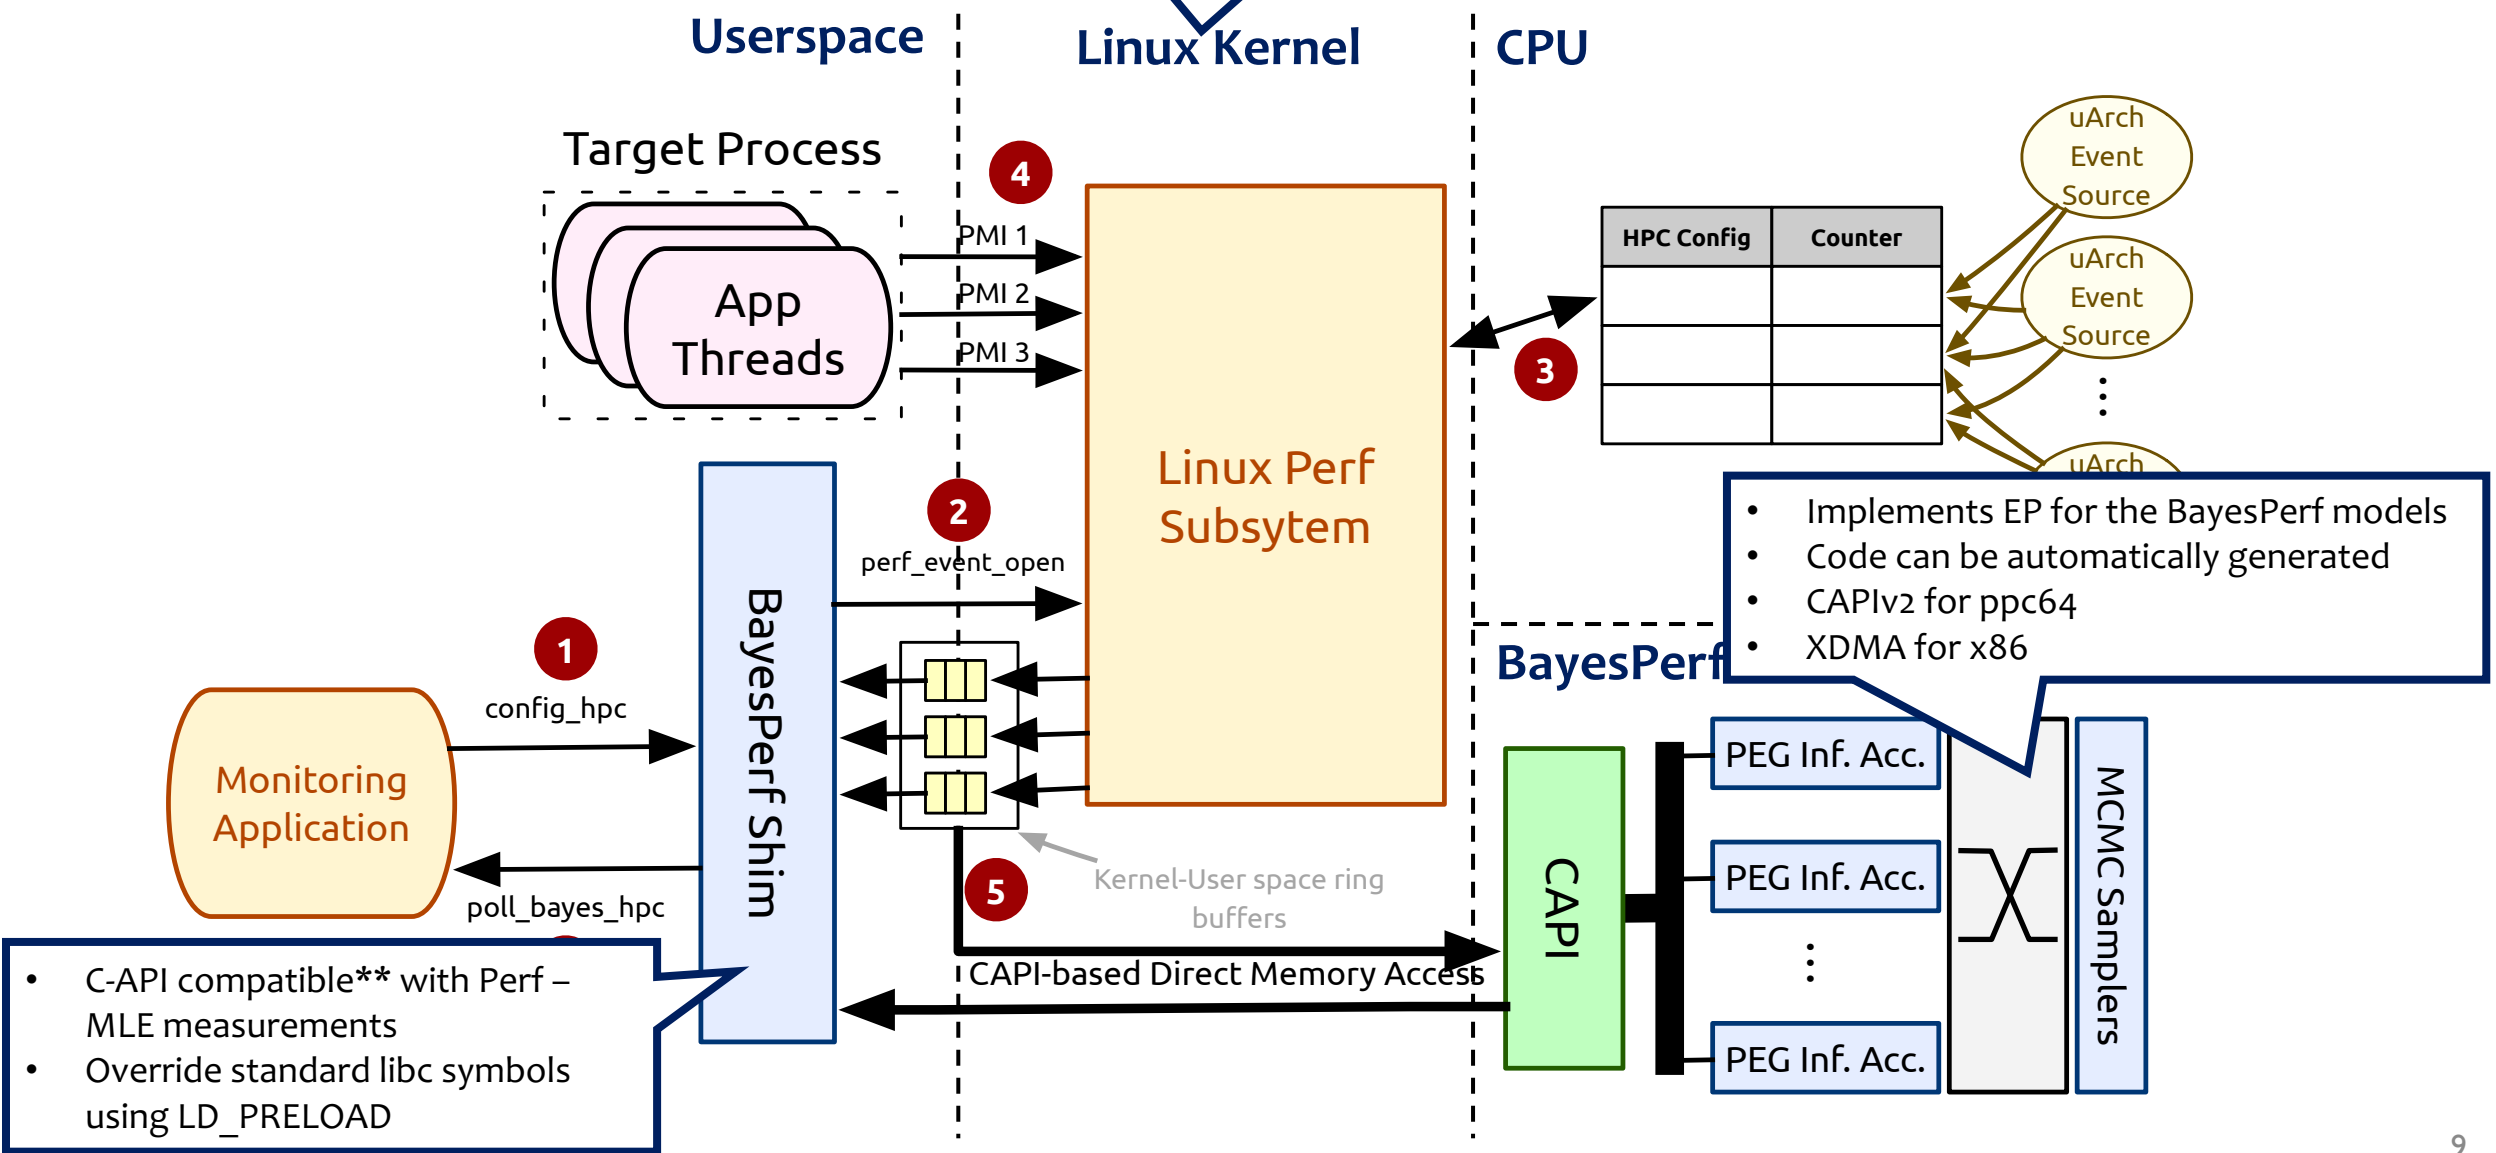 Userspace
Linux Kernel
CPU
Target Process
4
PMI 1
PMI 2
PMI 3
App
Threads
HPC Config
Counter
uArch
Event
Source
uArch
Event
Source
uArch
3
Linux Perf
Subsytem
2
perf_event_open
1
config_hpc
Monitoring
Application
poll_bayes_hpc
BayesPerf Shim
Kernel-User space ring
buffers
5
CAPI-based Direct Memory Access
• Implements EP for the BayesPerf models
• Code can be automatically generated
• CAPIv2 for ppc64
• XDMA for x86
BayesPerf
CAPI
PEG Inf. Acc.
PEG Inf. Acc.
PEG Inf. Acc.
MCMC Samplers
• C-API compatible** with Perf –
MLE measurements
• Override standard libc symbols
using LD_PRELOAD
9